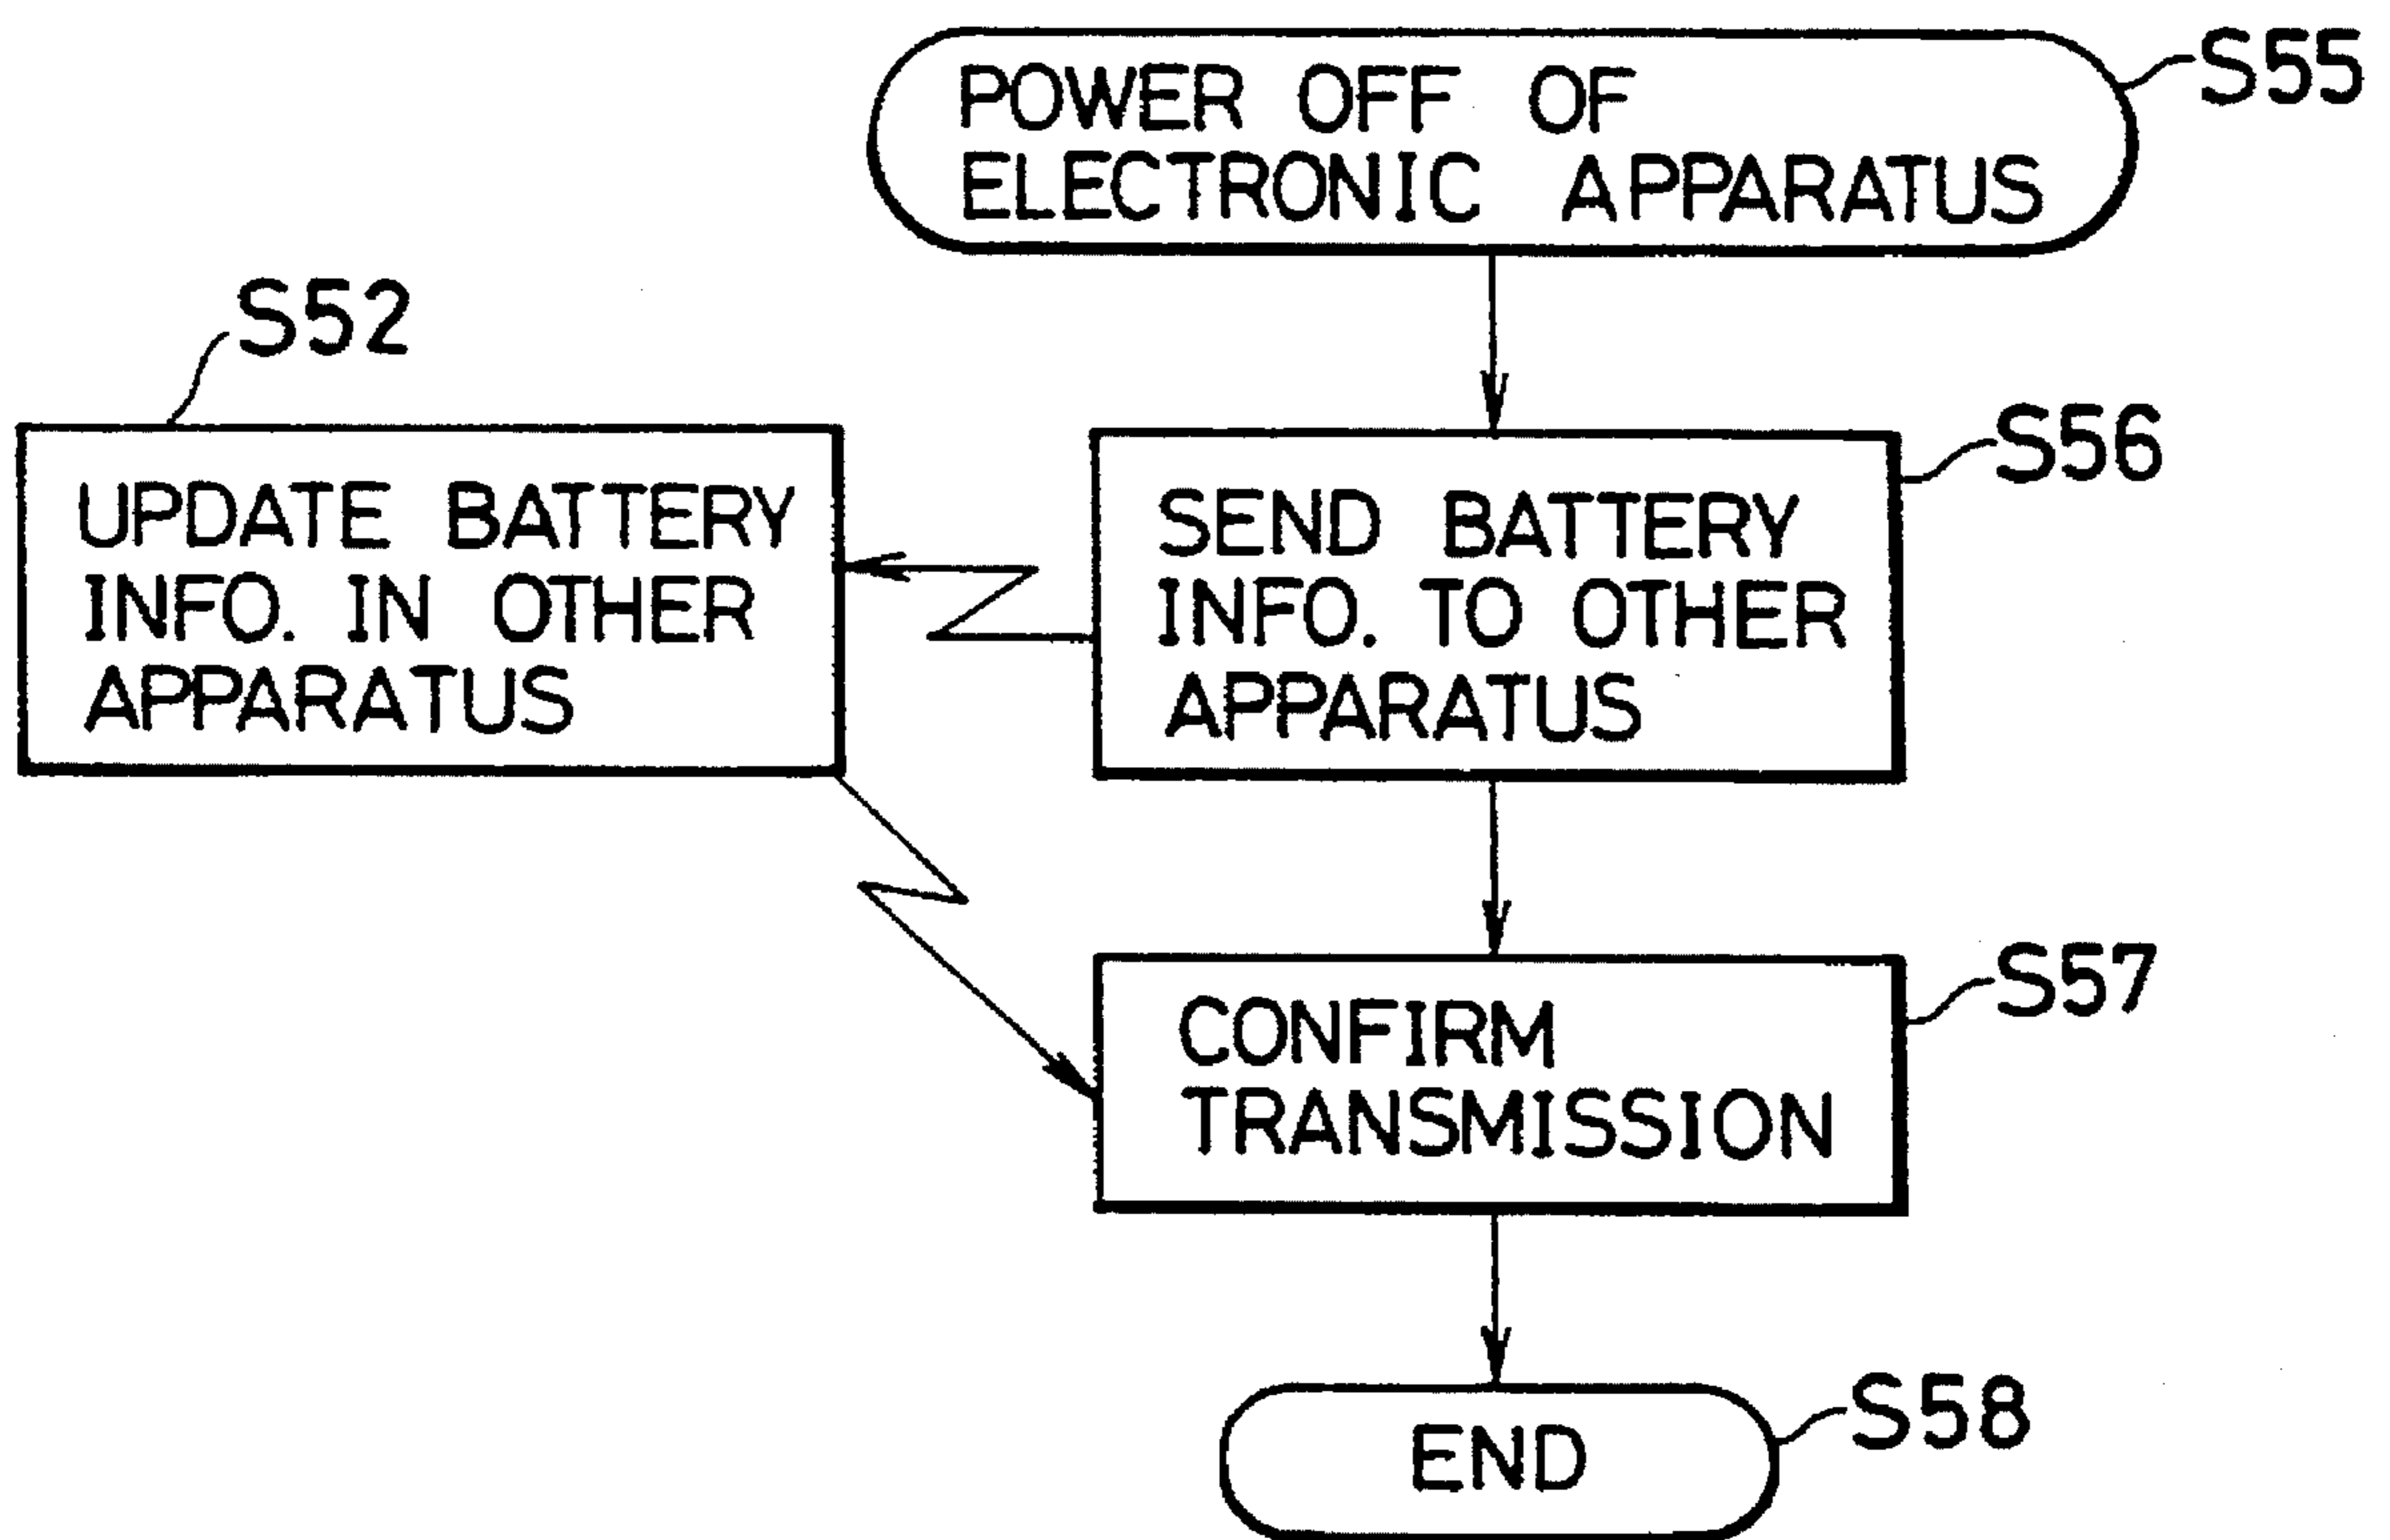 POWER OFF OF
ELECTRONIC APPARATUS
S55
S52
UPDATE BATTERY
INFO. IN OTHER
APPARATUS
SEND BATTERY
INFO. TO OTHER
APPARATUS
S56
CONFIRM
TRANSMISSION
S57
END
S58